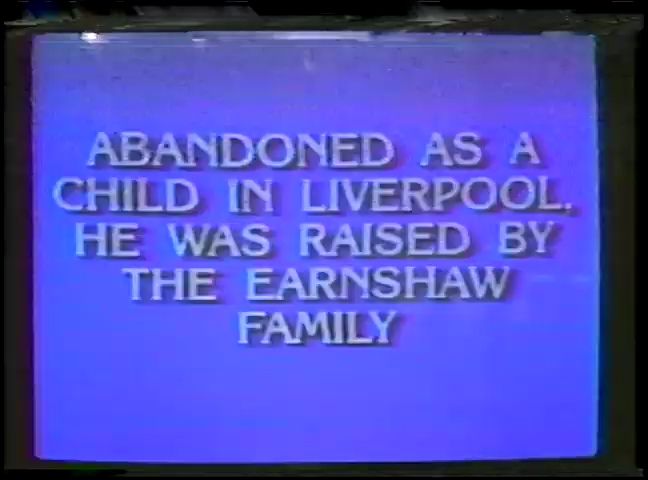 ABANDONED AS A
CHILD IN LIVERPOOL,
HE WAS RAISED BY
THE EARNSHAW
FAMILY